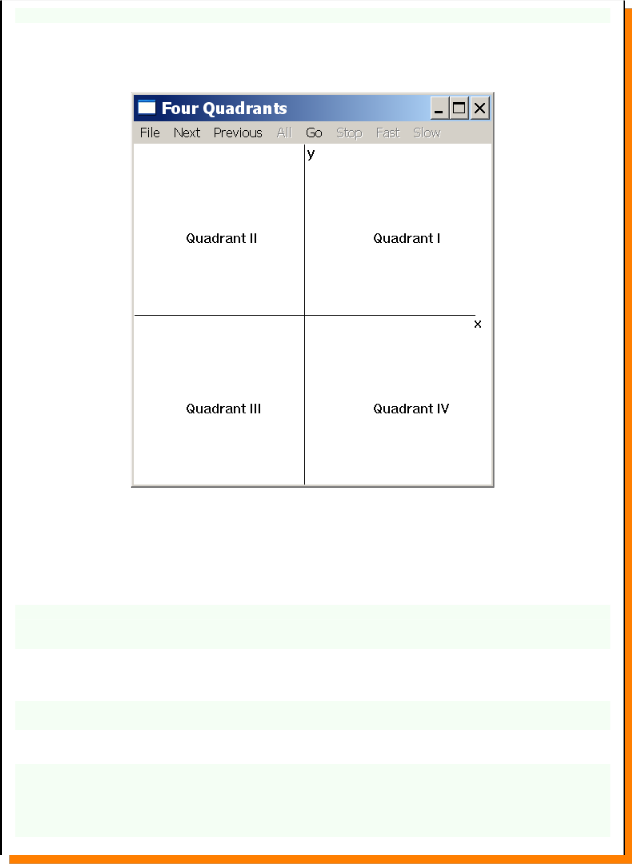 Four Quadrants
File Next Previous All Go Stop Fast Slow
y
Quadrant II Quadrant I
x
Quadrant III Quadrant IV